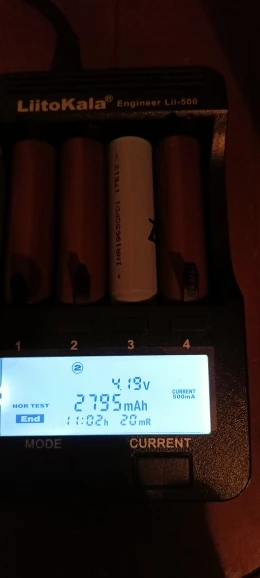 LiitoKala® Engineer Lii-500
1 2 3 4
②
4.19v
CURRENT
500mA
NOR TEST
2795mAh
End
11:02h 20mR
MODE CURRENT